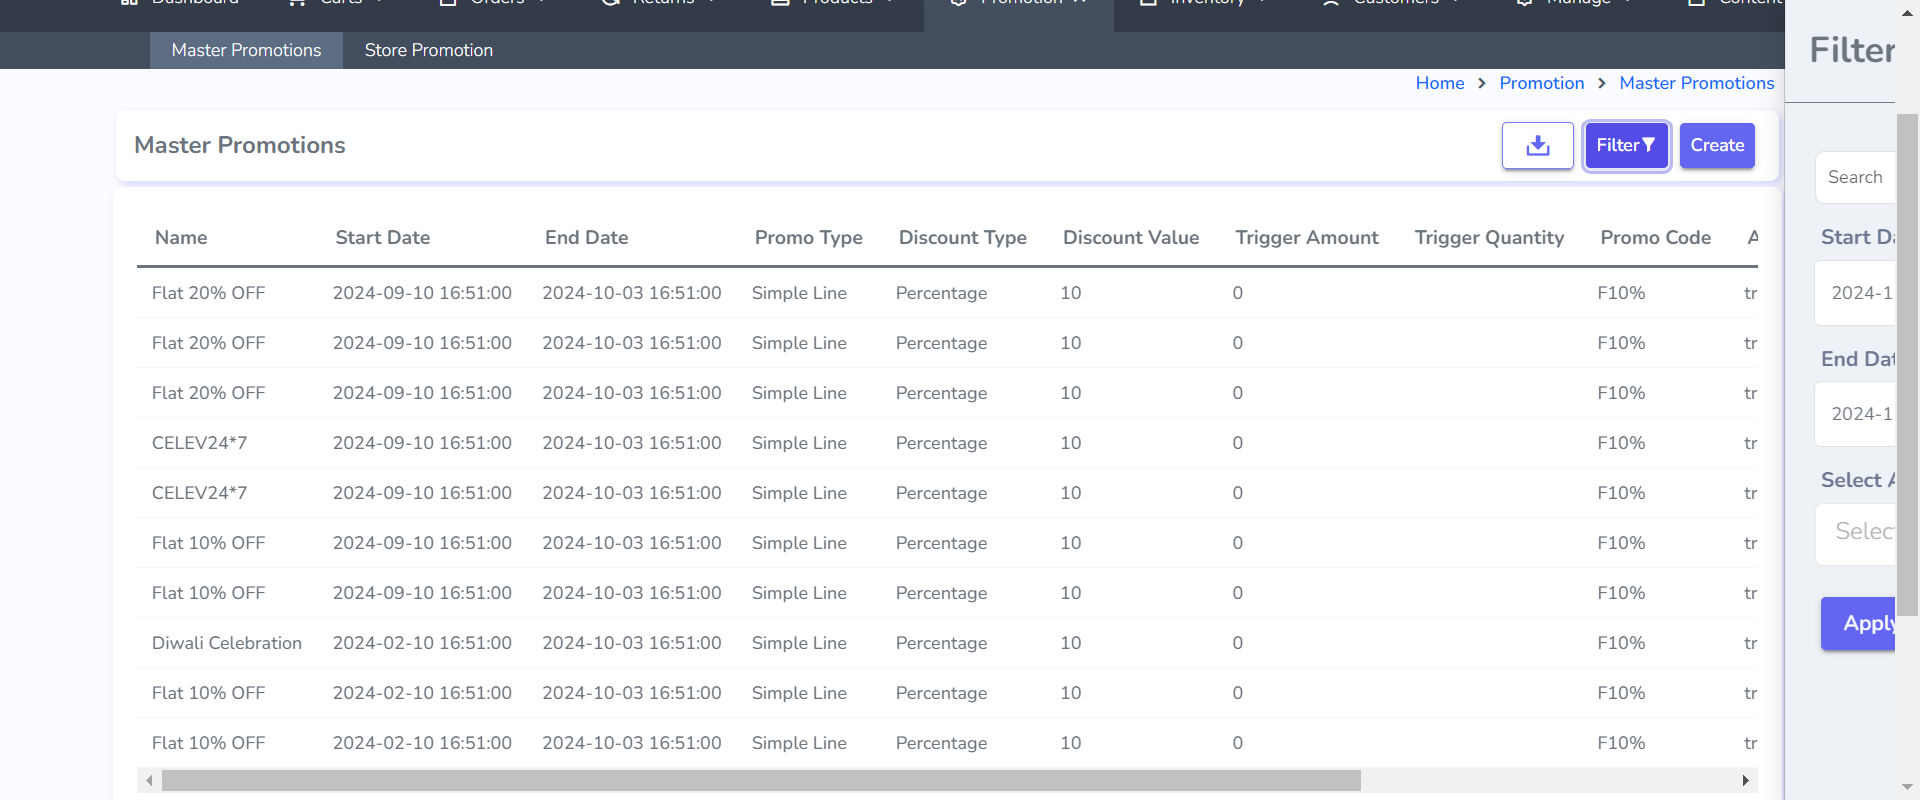 Dashboard Carts Orders Returns Products Promotion Inventory Customers Manage Content
Master Promotions Store Promotion
Filter
Home > Promotion > Master Promotions
Master Promotions Filter Create
Search
Name Start Date End Date Promo Type Discount Type Discount Value Trigger Amount Trigger Quantity Promo Code A
Start Da
Flat 20% OFF 2024-09-10 16:51:00 2024-10-03 16:51:00 Simple Line Percentage 10 0 F10% tr
2024-1
Flat 20% OFF 2024-09-10 16:51:00 2024-10-03 16:51:00 Simple Line Percentage 10 0 F10% tr
End Dat
Flat 20% OFF 2024-09-10 16:51:00 2024-10-03 16:51:00 Simple Line Percentage 10 0 F10% tr
2024-1
CELEV24*7 2024-09-10 16:51:00 2024-10-03 16:51:00 Simple Line Percentage 10 0 F10% tr
Select A
CELEV24*7 2024-09-10 16:51:00 2024-10-03 16:51:00 Simple Line Percentage 10 0 F10% tr
Selec
Flat 10% OFF 2024-09-10 16:51:00 2024-10-03 16:51:00 Simple Line Percentage 10 0 F10% tr
Flat 10% OFF 2024-09-10 16:51:00 2024-10-03 16:51:00 Simple Line Percentage 10 0 F10% tr
Apply
Diwali Celebration 2024-02-10 16:51:00 2024-10-03 16:51:00 Simple Line Percentage 10 0 F10% tr
Flat 10% OFF 2024-02-10 16:51:00 2024-10-03 16:51:00 Simple Line Percentage 10 0 F10% tr
Flat 10% OFF 2024-02-10 16:51:00 2024-10-03 16:51:00 Simple Line Percentage 10 0 F10% tr